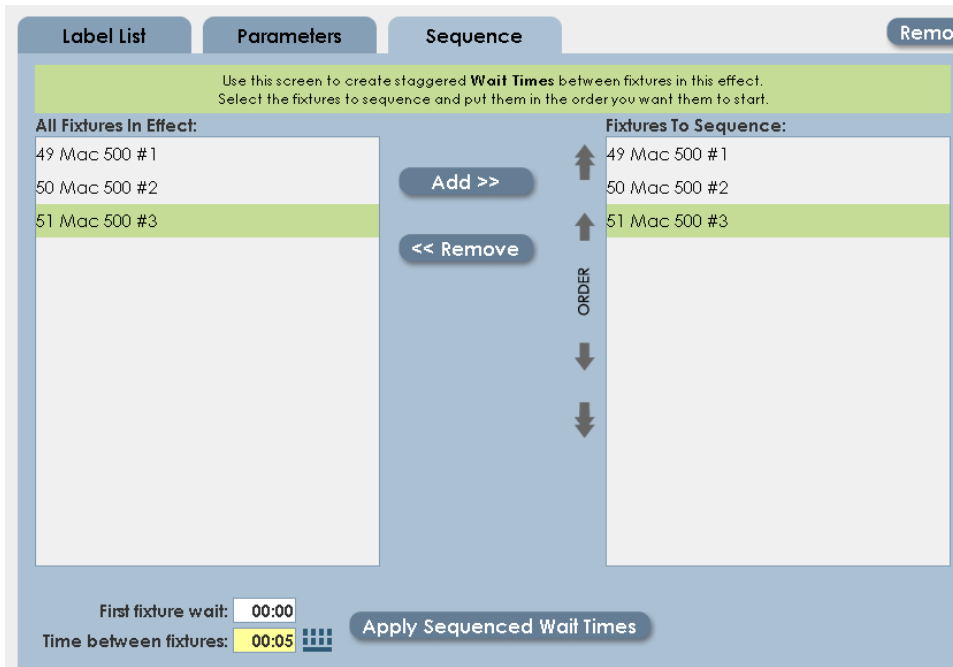 Label List
Parameters
Sequence
Remo
Use this screen to create staggered Wait Times between fixtures in this effect.
Select the fixtures to sequence and put them in the order you want them to start.
All Fixtures In Effect:
49 Mac 500 #1
50 Mac 500 #2
51 Mac 500 #3
Add >>
<< Remove
ORDER
Fixtures To Sequence:
49 Mac 500 #1
50 Mac 500 #2
51 Mac 500 #3
First fixture wait: 00:00
Time between fixtures: 00:05
Apply Sequenced Wait Times